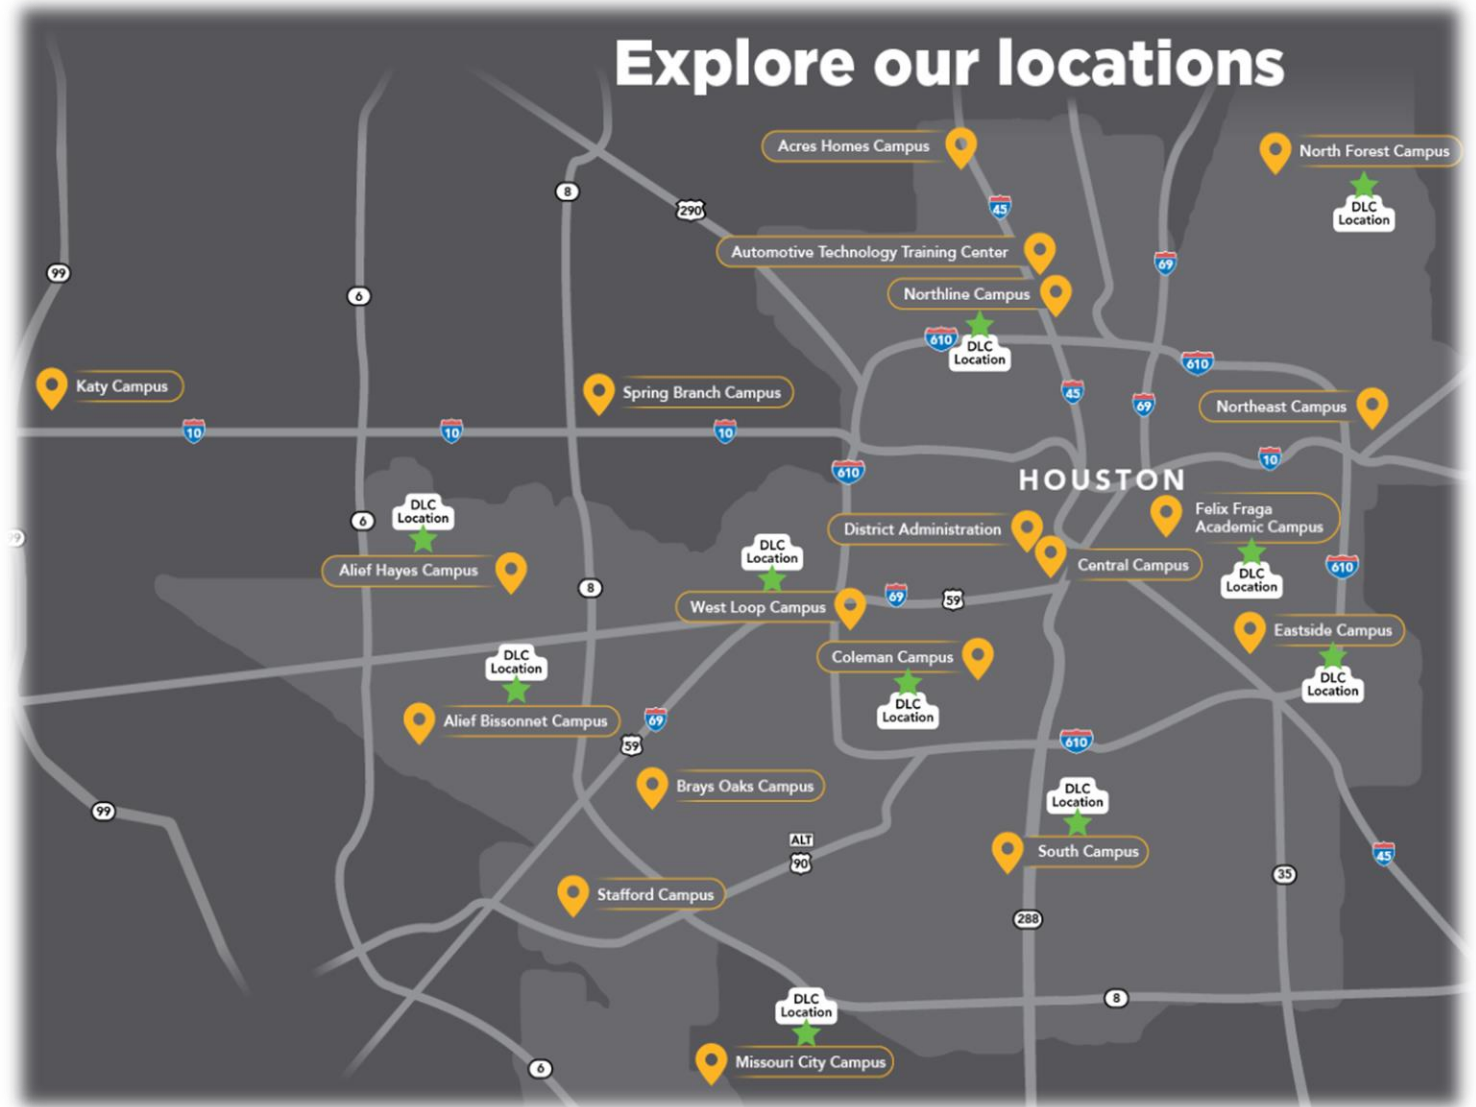 Explore our locations
Acres Homes Campus
North Forest Campus
DLC
Location
8
290
45
Automotive Technology Training Center
69
99
6
Northline Campus
610
DLC
Location
610
Katy Campus
Spring Branch Campus
45
69
Northeast Campus
10
10
10
610
10
HOUSTON
DLC
Location
6
District Administration
Felix Fraga
Academic Campus
99
DLC
Location
Alief Hayes Campus
Central Campus
610
DLC
Location
8
69
59
West Loop Campus
Eastside Campus
DLC
Location
Coleman Campus
DLC
Location
DLC
Location
Alief Bissonnet Campus
69
59
610
Brays Oaks Campus
DLC
Location
99
ALT
90
South Campus
45
35
Stafford Campus
288
DLC
Location
8
Missouri City Campus
6